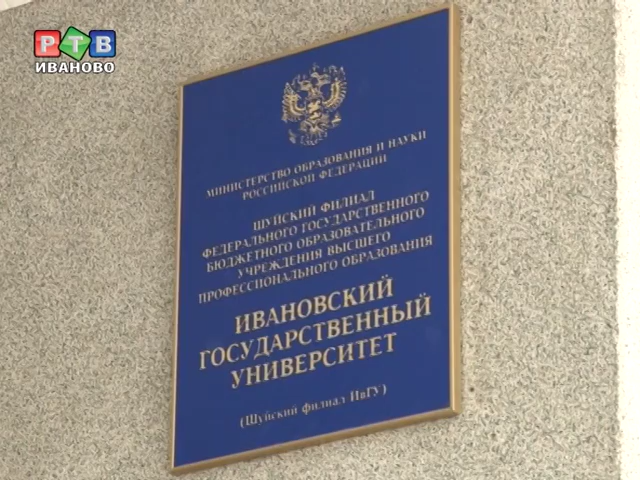 РТВ
ИВАНОВО
МИНИСТЕРСТВО ОБРАЗОВАНИЯ И НАУКИ
РОССИЙСКОЙ ФЕДЕРАЦИИ
ШУЙСКИЙ ФИЛИАЛ
ФЕДЕРАЛЬНОГО ГОСУДАРСТВЕННОГО
БЮДЖЕТНОГО ОБРАЗОВАТЕЛЬНОГО
УЧРЕЖДЕНИЯ ВЫСШЕГО
ПРОФЕССИОНАЛЬНОГО ОБРАЗОВАНИЯ
ИВАНОВСКИЙ
ГОСУДАРСТВЕННЫЙ
УНИВЕРСИТЕТ
(Шуйский филиал ИвГУ)